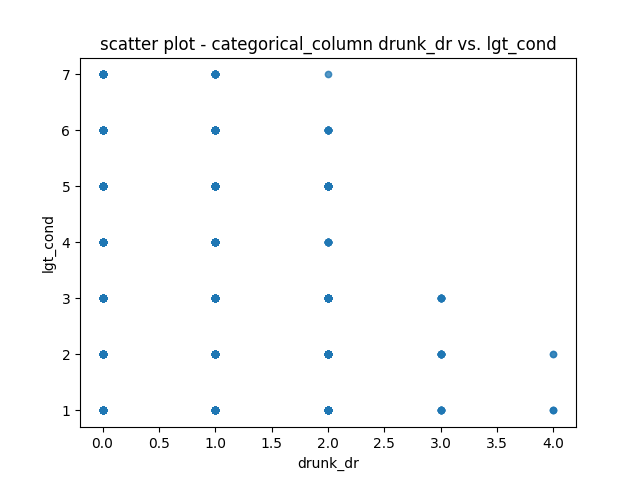 scatter plot - categorical_column drunk_dr vs. lgt_cond
7
6
5
4
3
2
1
lgt_cond
0.0 0.5 1.0 1.5 2.0 2.5 3.0 3.5 4.0
drunk_dr